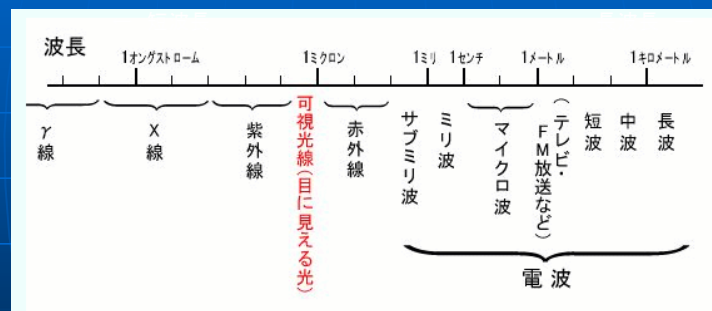 波長
1オングストローム
1ミクロン
1ミリ
1センチ
1メートル
1キロメートル
γ線
X線
紫外線
可視光線(目に見える光)
赤外線
サブミリ波
ミリ波
マイクロ波
(テレビ・
FM放送など)
短波
中波
長波
電波